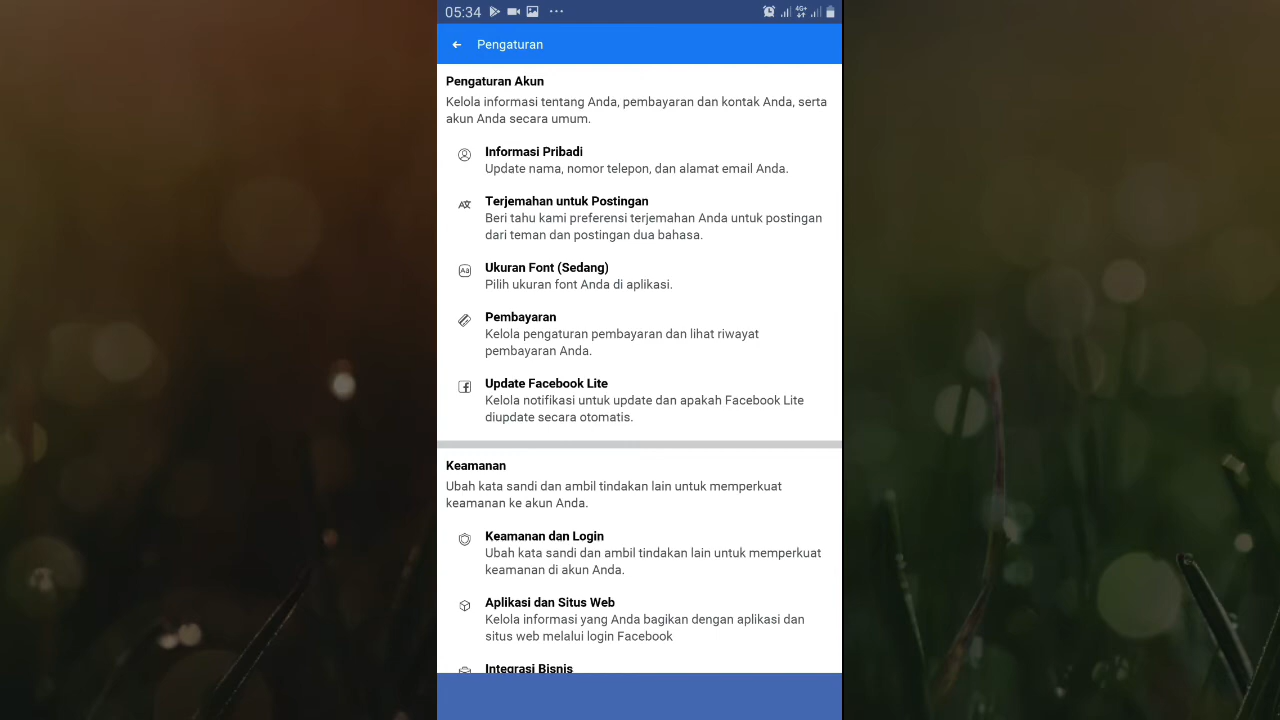 05:34
4G+
Pengaturan
Pengaturan Akun
Kelola informasi tentang Anda, pembayaran dan kontak Anda, serta
akun Anda secara umum.
Informasi Pribadi
Update nama, nomor telepon, dan alamat email Anda.
Terjemahan untuk Postingan
Beri tahu kami preferensi terjemahan Anda untuk postingan
dari teman dan postingan dua bahasa.
Aa
Ukuran Font (Sedang)
Pilih ukuran font Anda di aplikasi.
Pembayaran
Kelola pengaturan pembayaran dan lihat riwayat
pembayaran Anda.
Update Facebook Lite
Kelola notifikasi untuk update dan apakah Facebook Lite
diupdate secara otomatis.
Keamanan
Ubah kata sandi dan ambil tindakan lain untuk memperkuat
keamanan ke akun Anda.
Keamanan dan Login
Ubah kata sandi dan ambil tindakan lain untuk memperkuat
keamanan di akun Anda.
Aplikasi dan Situs Web
Kelola informasi yang Anda bagikan dengan aplikasi dan
situs web melalui login Facebook
Integrasi Bisnis